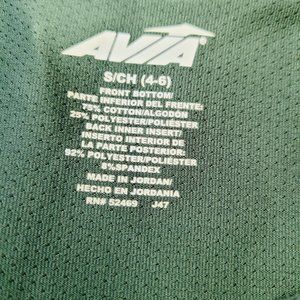 AVIA
S/CH (4-6)
FRONT BOTTOM/
PARTE INFERIOR DEL FRENTE:
75% COTTON/ALGODÓN
25% POLYESTER/POLIÉSTER
BACK INNER INSERT/
INSERTO INTERIOR DE
LA PARTE POSTERIOR:
92% POLYESTER/POLIÉSTER
8%SPANDEX
MADE IN JORDAN/
HECHO EN JORDANIA
RN# 52469 J47